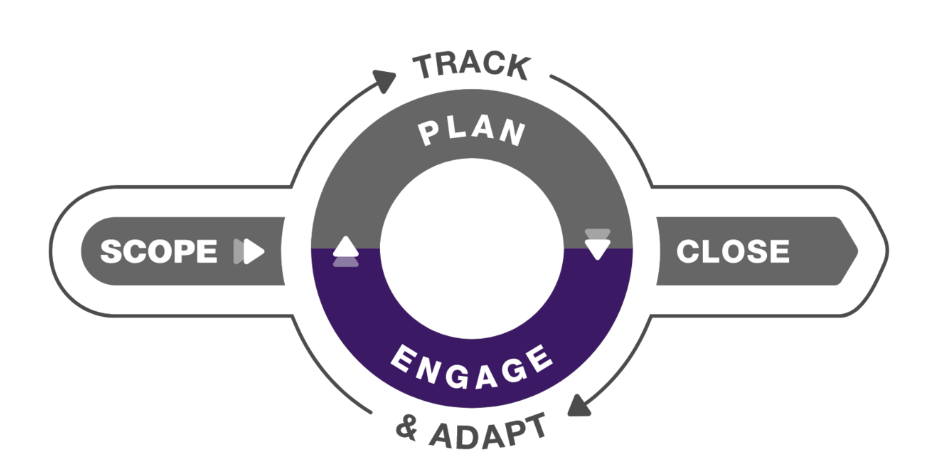 TRACK
PLAN
SCOPE
CLOSE
ENGAGE
& ADAPT